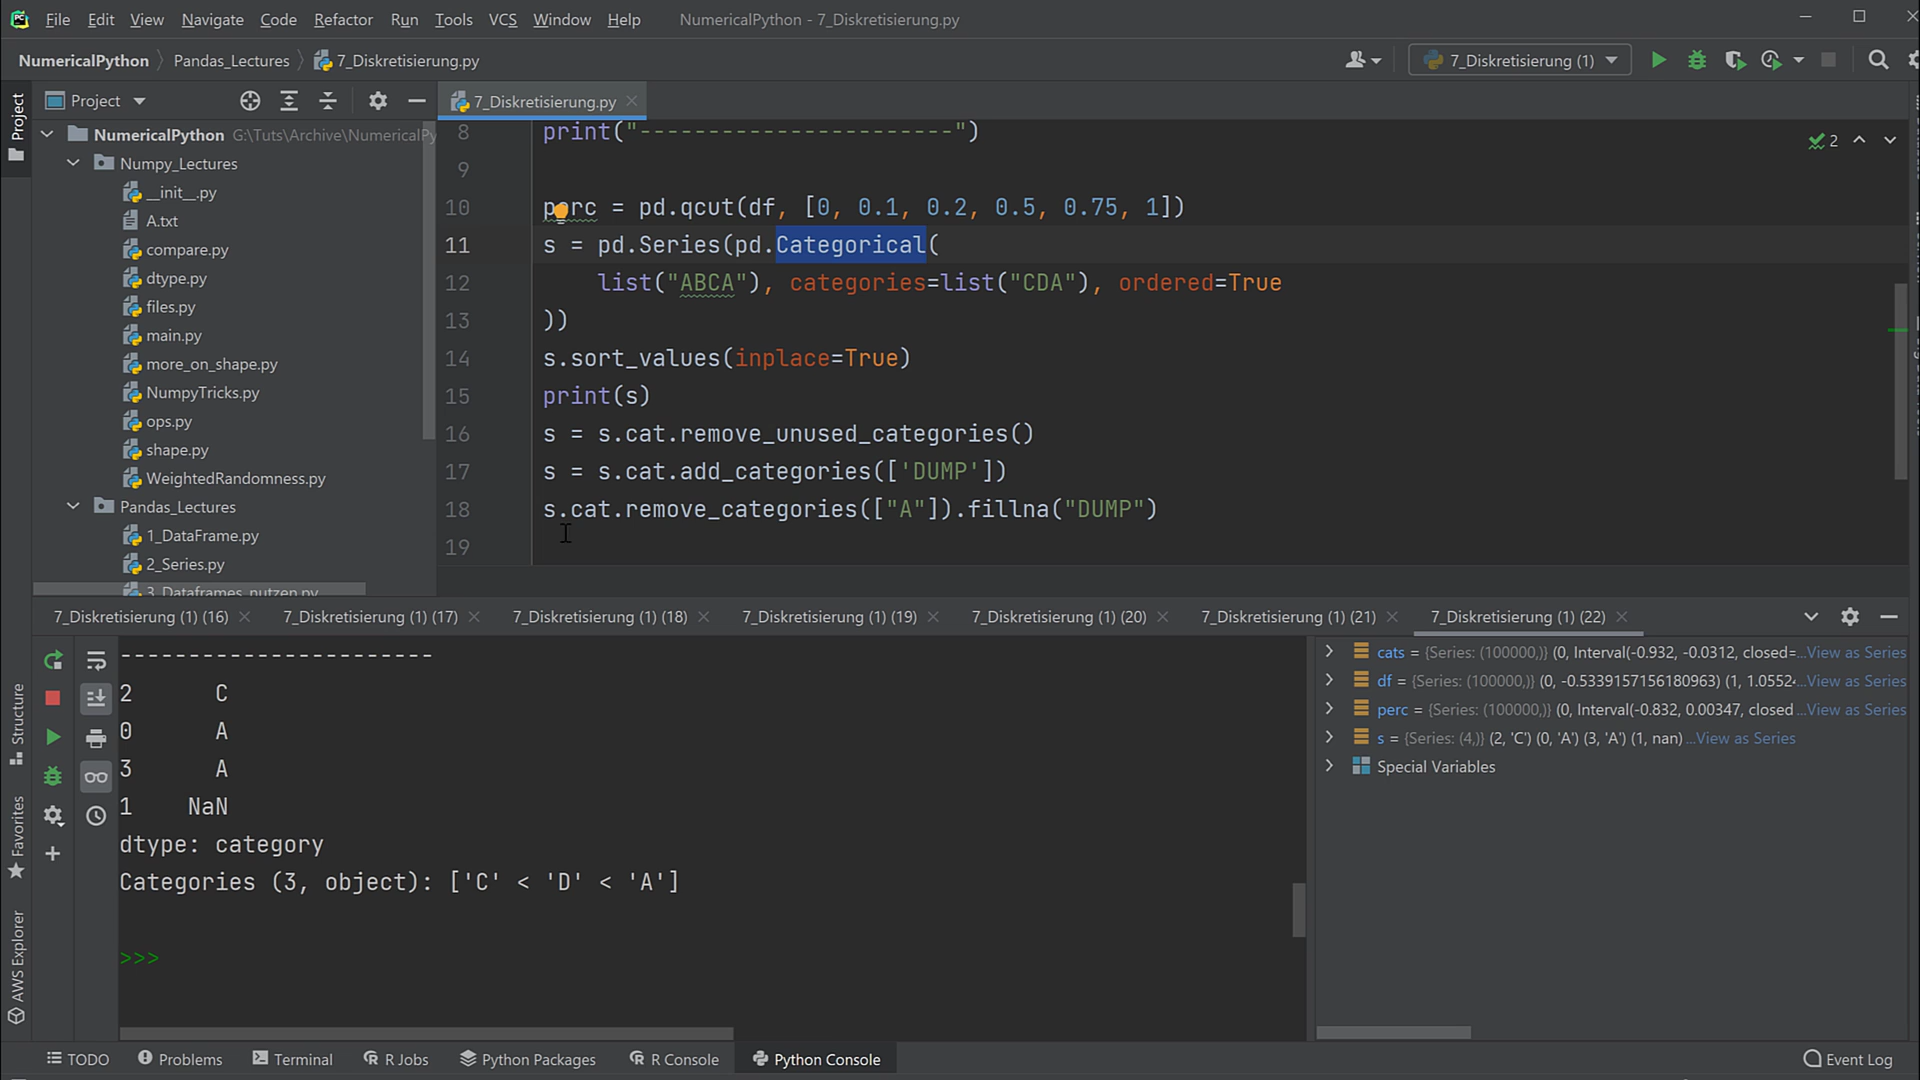 File Edit View Navigate Code Refactor Run Tools VCS Window Help NumericalPython - 7_Diskretisierung.py
NumericalPython Pandas_Lectures 7_Diskretisierung.py 7_Diskretisierung (1)
Project 7_Diskretisierung.py
Project
NumericalPython G:\Tuts\Archive\NumericalPy
Numpy_Lectures
__init__.py
A.txt
compare.py
dtype.py
files.py
main.py
more_on_shape.py
NumpyTricks.py
ops.py
shape.py
WeightedRandomness.py
Pandas_Lectures
1_DataFrame.py
2_Series.py
3_Dataframes_nutzen.py
2
8 print("-----------------------")
9
10 perc = pd.qcut(df, [0, 0.1, 0.2, 0.5, 0.75, 1])
11 s = pd.Series(pd.Categorical(
12 list("ABCA"), categories=list("CDA"), ordered=True
13 ))
14 s.sort_values(inplace=True)
15 print(s)
16 s = s.cat.remove_unused_categories()
17 s = s.cat.add_categories(['DUMP'])
18 s.cat.remove_categories(["A"]).fillna("DUMP")
19
7_Diskretisierung (1) (16) 7_Diskretisierung (1) (17) 7_Diskretisierung (1) (18) 7_Diskretisierung (1) (19) 7_Diskretisierung (1) (20) 7_Diskretisierung (1) (21) 7_Diskretisierung (1) (22)
-----------------------
2 C
0 A
3 A
1 NaN
dtype: category
Categories (3, object): ['C' < 'D' < 'A']
>>>
cats = {Series: (100000,)} (0, Interval(-0.932, -0.0312, closed=...View as Series
df = {Series: (100000,)} (0, -0.5339157156180963) (1, 1.0552...View as Series
perc = {Series: (100000,)} (0, Interval(-0.832, 0.00347, closed ...View as Series
s = {Series: (4,)} (2, 'C') (0, 'A') (3, 'A') (1, nan) ...View as Series
Special Variables
Structure
Favorites
AWS Explorer
TODO Problems Terminal R Jobs Python Packages R Console Python Console Event Log